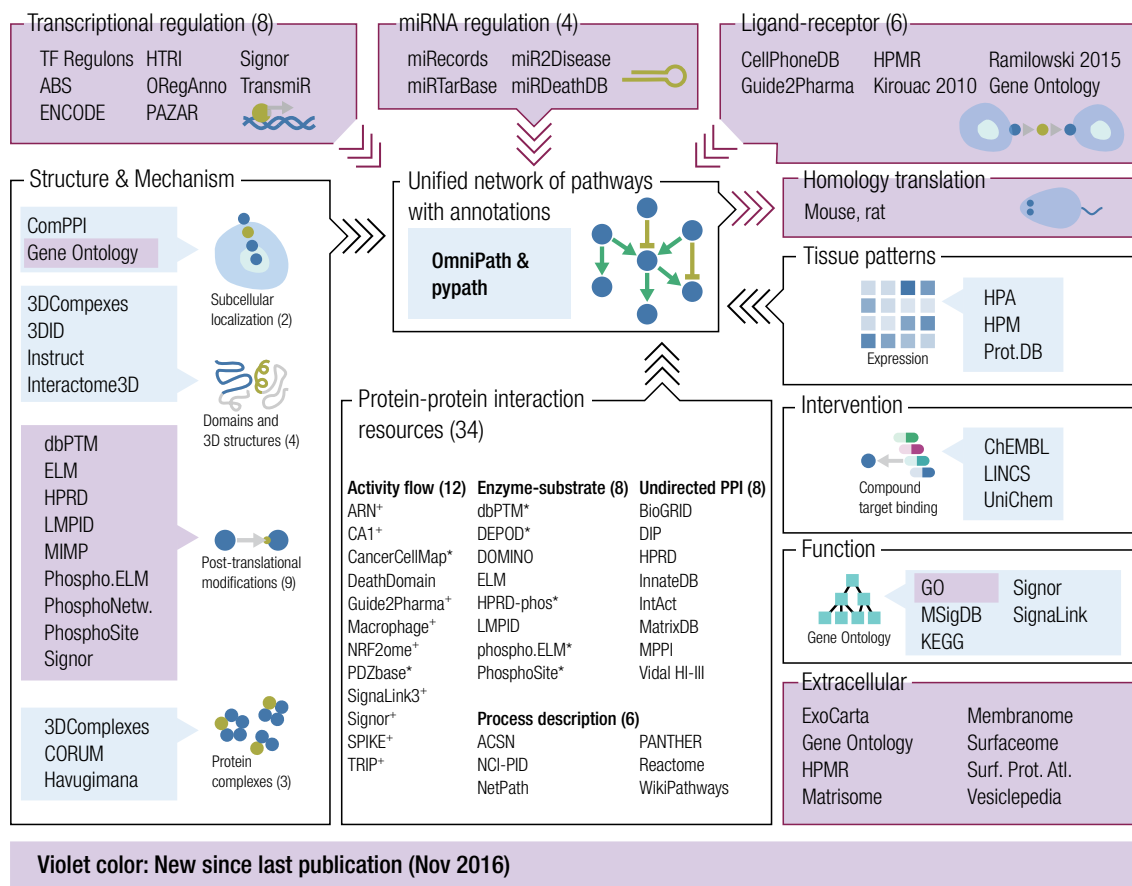 Transcriptional regulation (8)
TF Regulons HTRI Signor
ABS ORegAnno TransmiR
ENCODE PAZAR
miRNA regulation (4)
miRecords miR2Disease
miRTarBase miRDeathDB
Ligand-receptor (6)
CellPhoneDB HPMR Ramilowski 2015
Guide2Pharma Kirouac 2010 Gene Ontology
Structure & Mechanism
ComPPI
Gene Ontology
Subcellular
localization (2)
3DCompexes
3DID
Instruct
Interactome3D
Domains and
3D structures (4)
dbPTM
ELM
HPRD
LMPID
MIMP
Phospho.ELM
PhosphoNetw.
PhosphoSite
Signor
Post-translational
modifications (9)
3DComplexes
CORUM
Havugimana
Protein
complexes (3)
Unified network of pathways
with annotations
OmniPath &
pypath
Protein-protein interaction
resources (34)
Activity flow (12)
ARN+
CA1+
CancerCellMap*
DeathDomain
Guide2Pharma+
Macrophage+
NRF2ome+
PDZbase*
SignaLink3+
Signor+
SPIKE+
TRIP+
Enzyme-substrate (8)
dbPTM*
DEPOD*
DOMINO
ELM
HPRD-phos*
LMPID
phospho.ELM*
PhosphoSite*
Undirected PPI (8)
BioGRID
DIP
HPRD
InnateDB
IntAct
MatrixDB
MPPI
Vidal HI-III
Process description (6)
ACSN PANTHER
NCI-PID Reactome
NetPath WikiPathways
Homology translation
Mouse, rat
Tissue patterns
Expression
HPA
HPM
Prot.DB
Intervention
Compound
target binding
ChEMBL
LINCS
UniChem
Function
Gene Ontology
GO Signor
MSigDB SignaLink
KEGG
Extracellular
ExoCarta Membranome
Gene Ontology Surfaceome
HPMR Surf. Prot. Atl.
Matrisome Vesiclepedia
Violet color: New since last publication (Nov 2016)